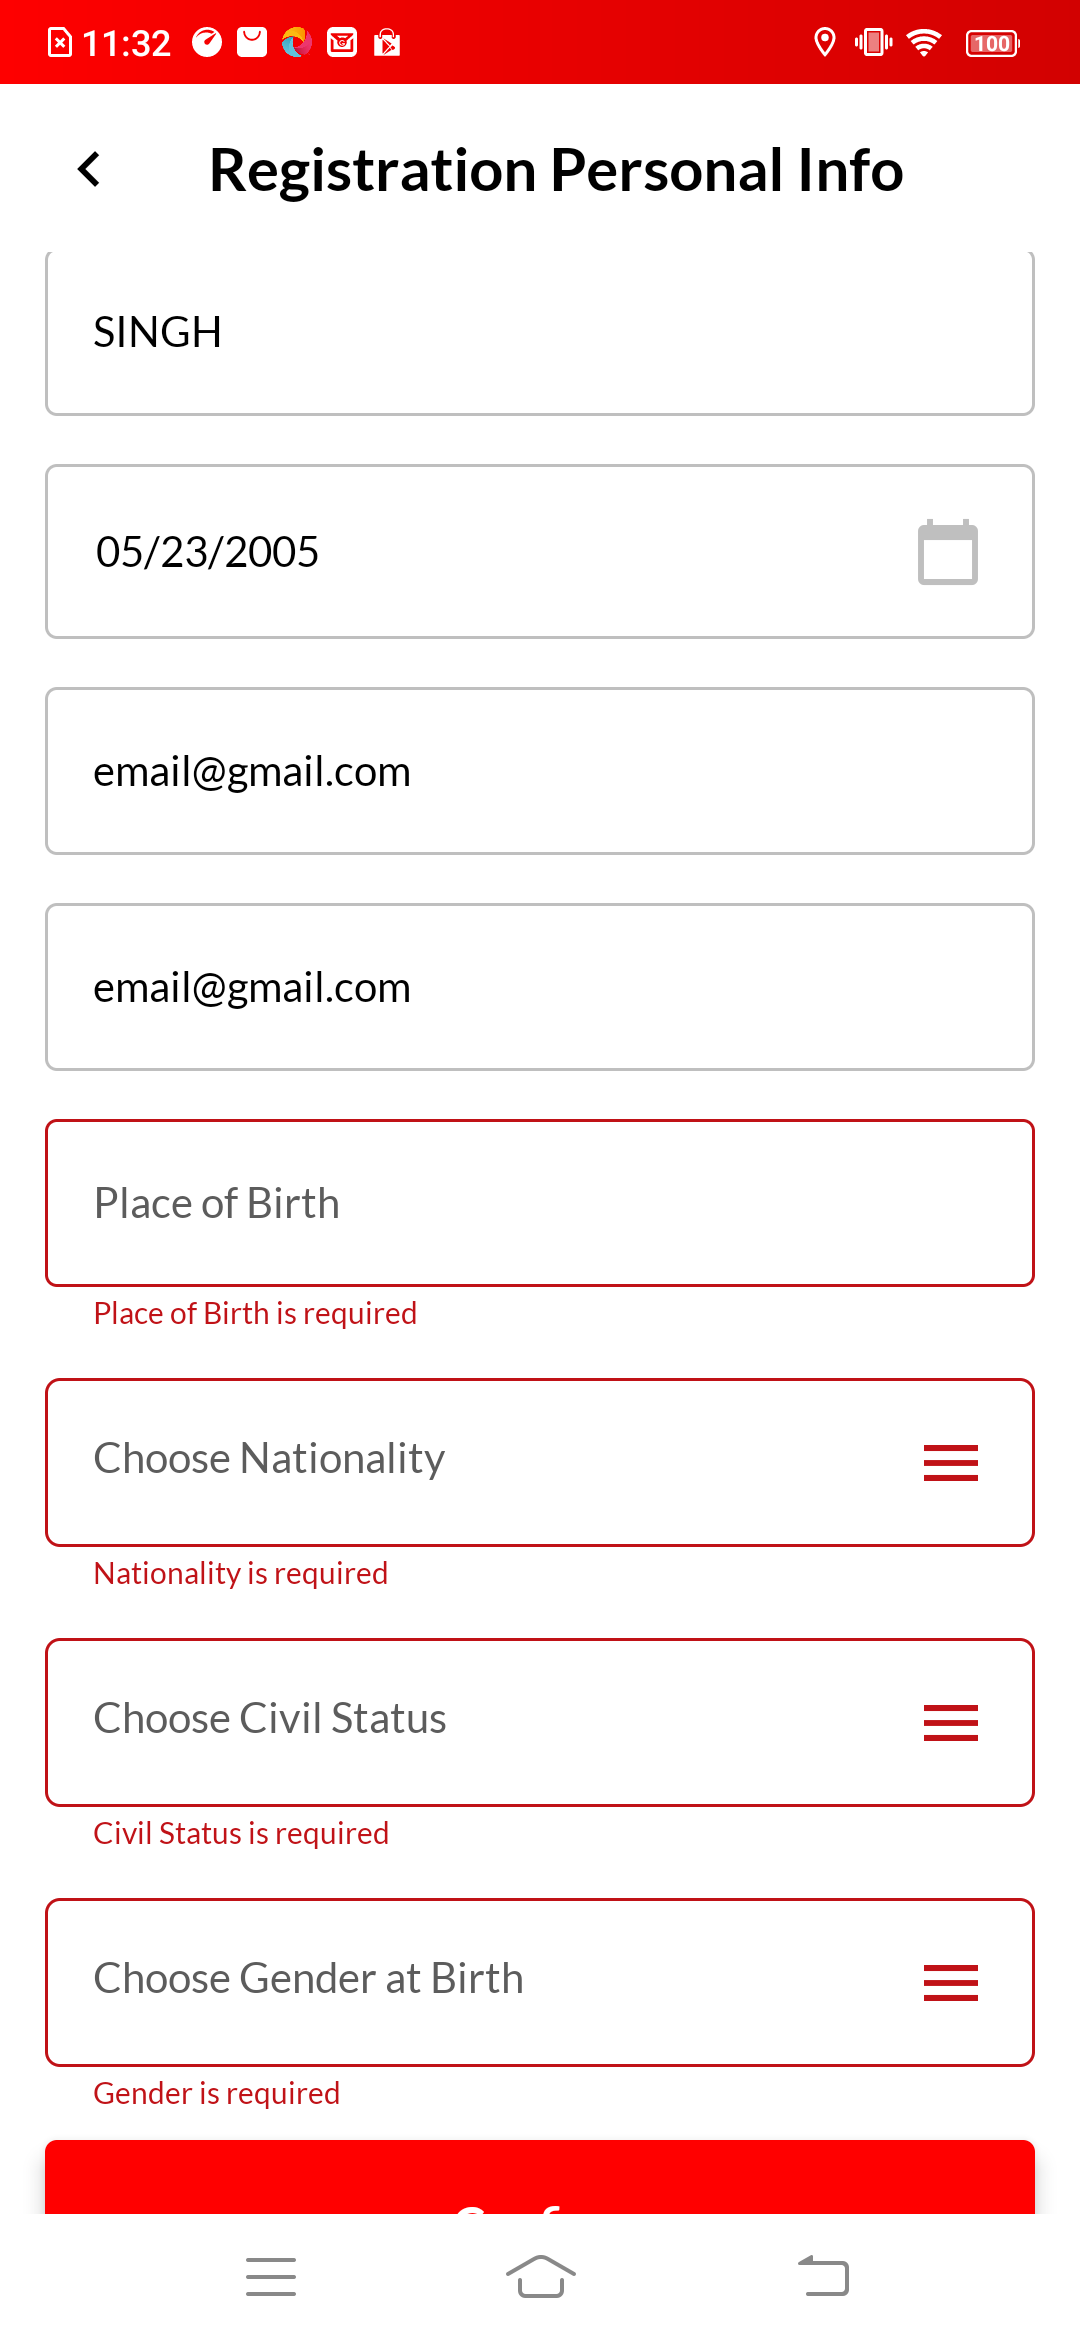 11:32
100
Registration Personal Info
SINGH
05/23/2005
email@gmail.com
email@gmail.com
Place of Birth
Place of Birth is required
Choose Nationality
Nationality is required
Choose Civil Status
Civil Status is required
Choose Gender at Birth
Gender is required